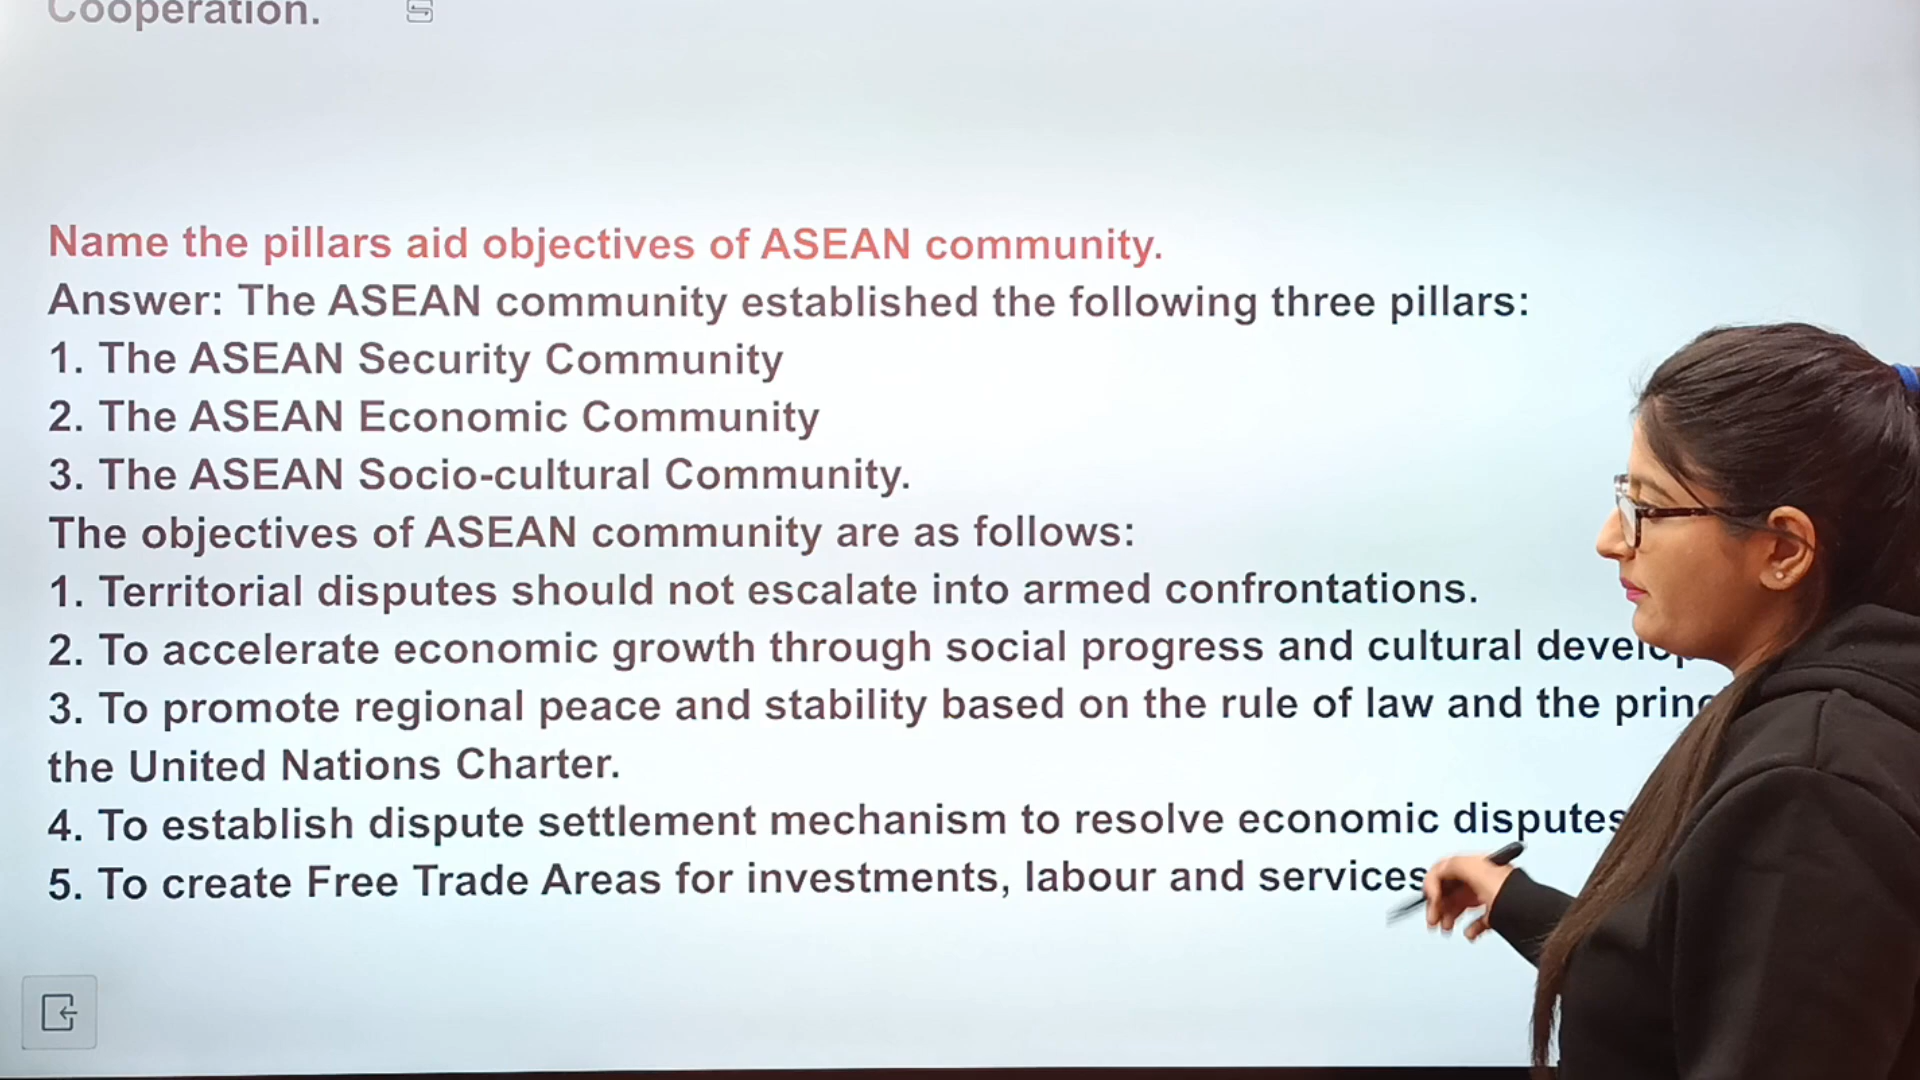 Cooperation.
Name the pillars aid objectives of ASEAN community.
Answer: The ASEAN community established the following three pillars:
1. The ASEAN Security Community
2. The ASEAN Economic Community
3. The ASEAN Socio-cultural Community.
The objectives of ASEAN community are as follows:
1. Territorial disputes should not escalate into armed confrontations.
2. To accelerate economic growth through social progress and cultural
3. To promote regional peace and stability based on the rule of law and the
the United Nations Charter.
4. To establish dispute settlement mechanism to resolve economic disputes
5. To create Free Trade Areas for investments, labour and services